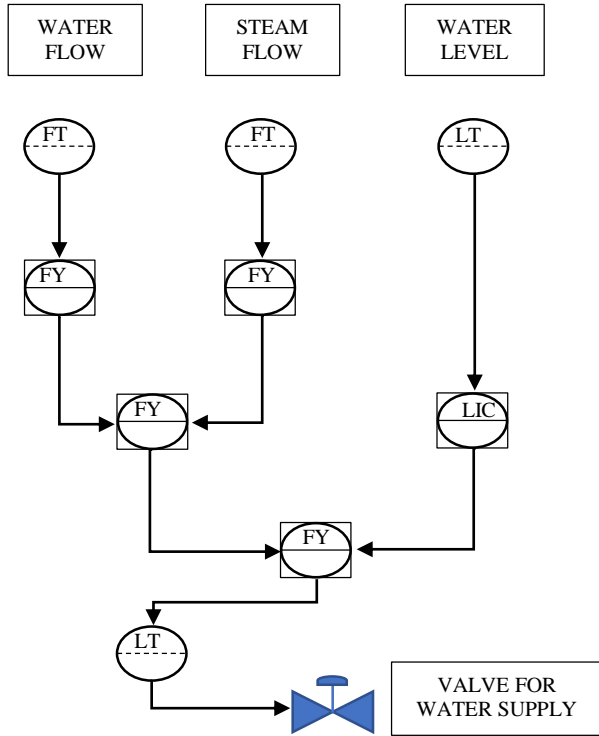 WATER
FLOW
STEAM
FLOW
WATER
LEVEL
FT
FT
LT
FY
FY
FY
LIC
FY
LT
VALVE FOR
WATER SUPPLY